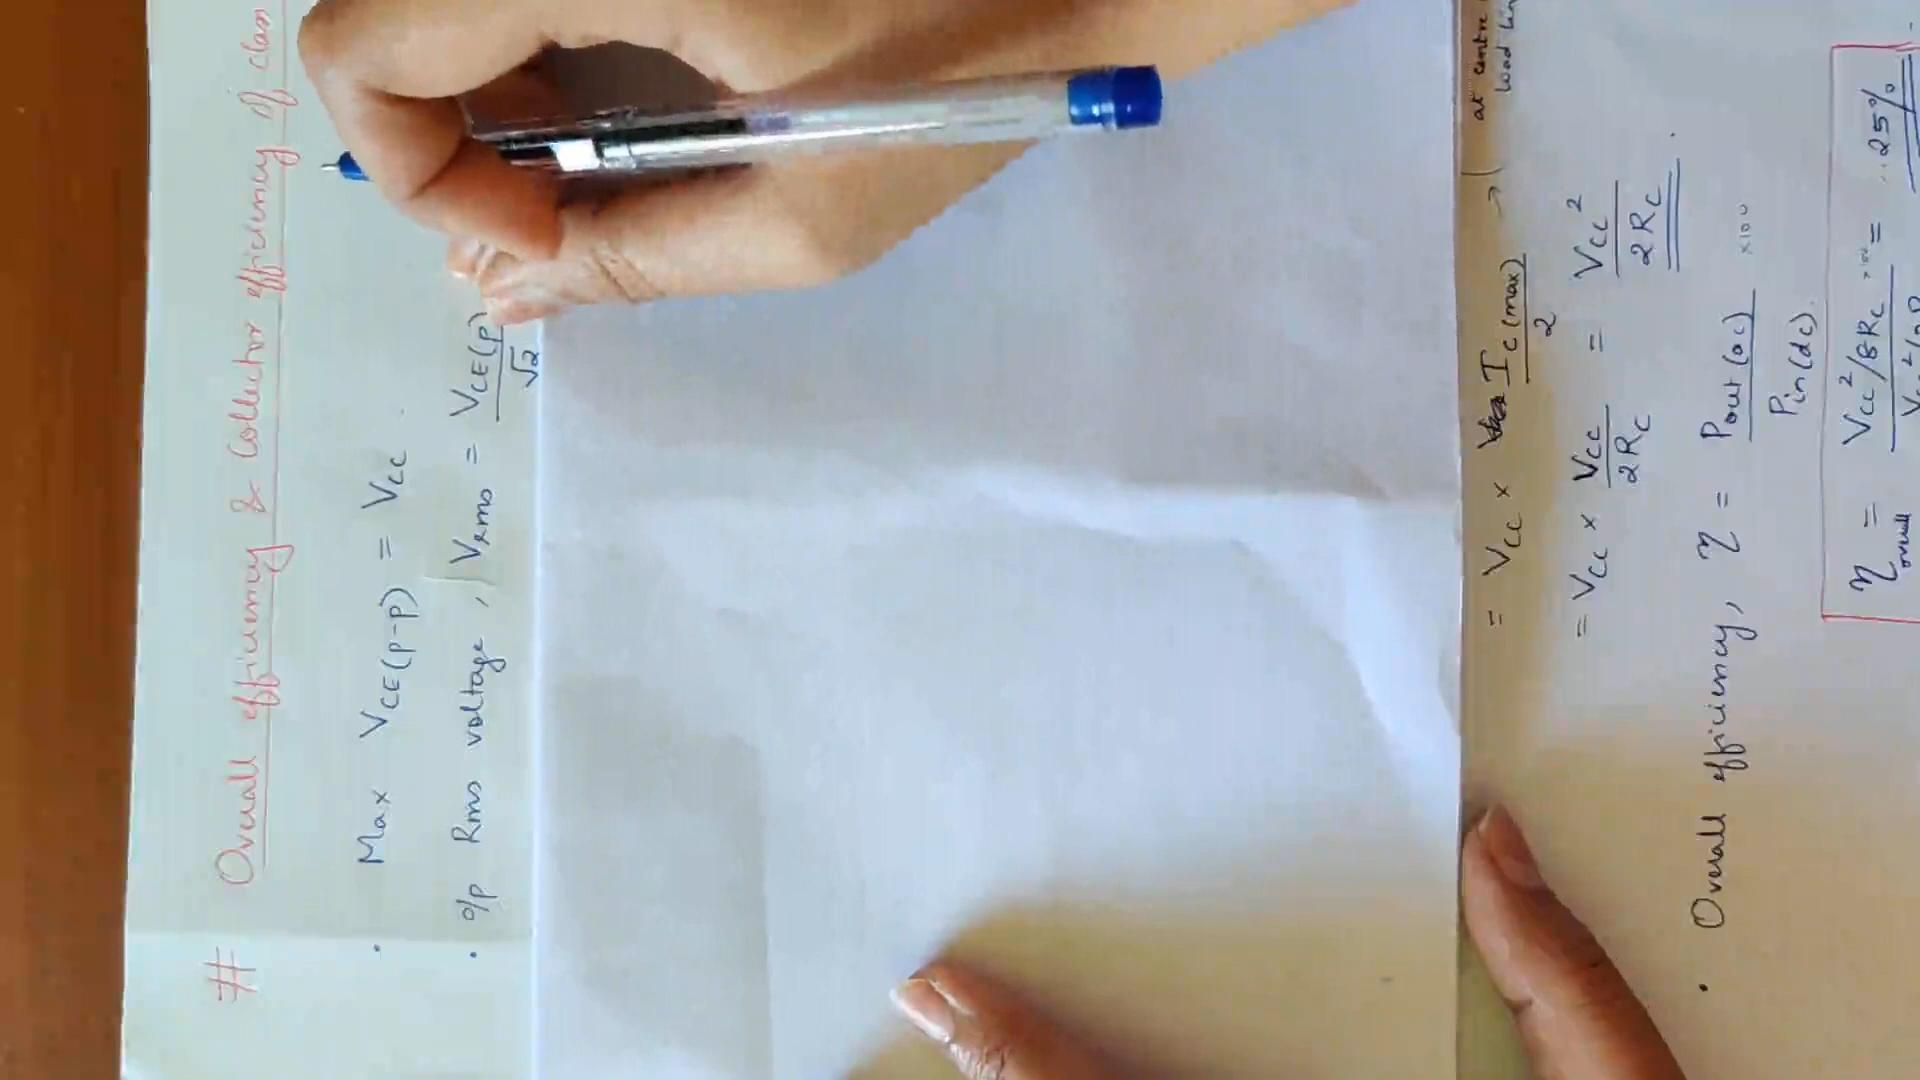 # Overall efficiency & Collector efficiency of class
• Max VCE(p-p) = VCC.
• o/p Rms voltage, Vrms = VCE(p)/√2
= VCC × IC(max)/2 → (at centre
load lin
= VCC × VCC/2RC = VCC²/2RC.
• Overall efficiency, η = Pout(ac)/Pin(dc). ×100
ηoverall = VCC²/8RC ×100 = 25%